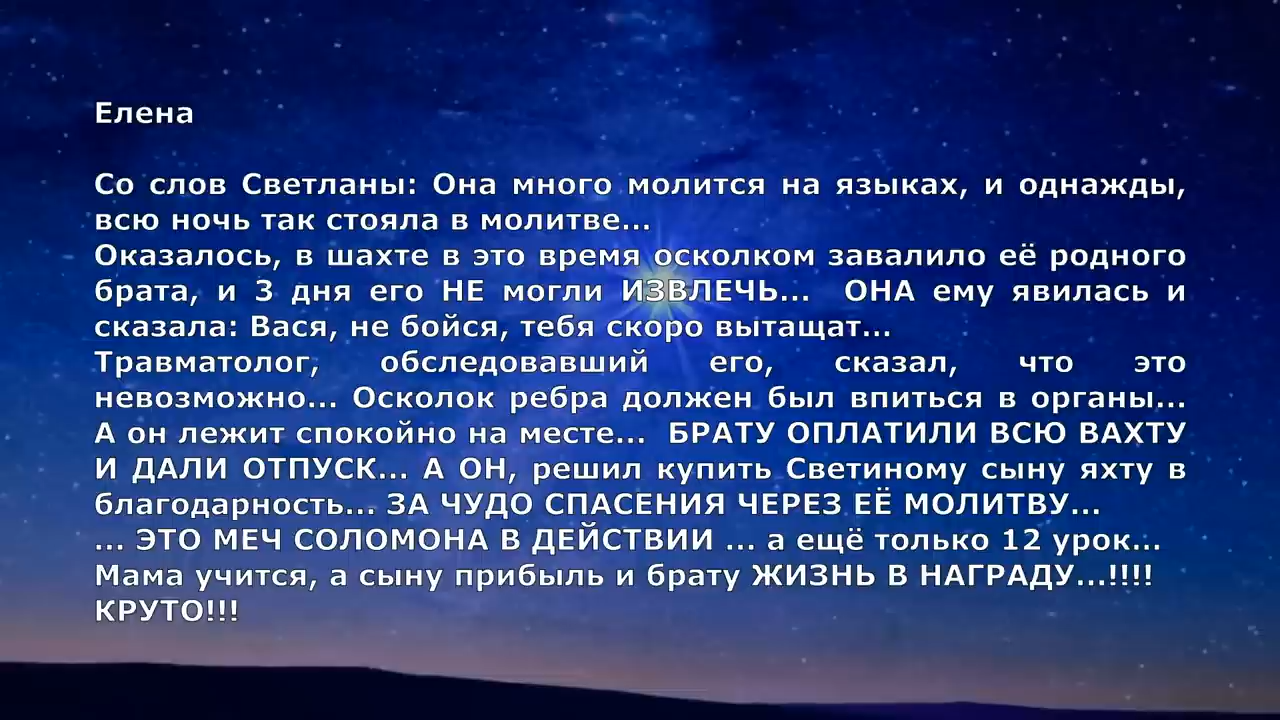 Елена
Со слов Светланы: Она много молится на языках, и однажды,
всю ночь так стояла в молитве...
Оказалось, в шахте в это время осколком завалило её родного
брата, и 3 дня его НЕ могли ИЗВЛЕЧЬ... ОНА ему явилась и
сказала: Вася, не бойся, тебя скоро вытащат...
Травматолог, обследовавший его, сказал, что это
невозможно... Осколок ребра должен был впиться в органы...
А он лежит спокойно на месте... БРАТУ ОПЛАТИЛИ ВСЮ ВАХТУ
И ДАЛИ ОТПУСК... А ОН, решил купить Светиному сыну яхту в
благодарность... ЗА ЧУДО СПАСЕНИЯ ЧЕРЕЗ ЕЁ МОЛИТВУ...
... ЭТО МЕЧ СОЛОМОНА В ДЕЙСТВИИ ... а ещё только 12 урок...
Мама учится, а сыну прибыль и брату ЖИЗНЬ В НАГРАДУ...!!!!
КРУТО!!!